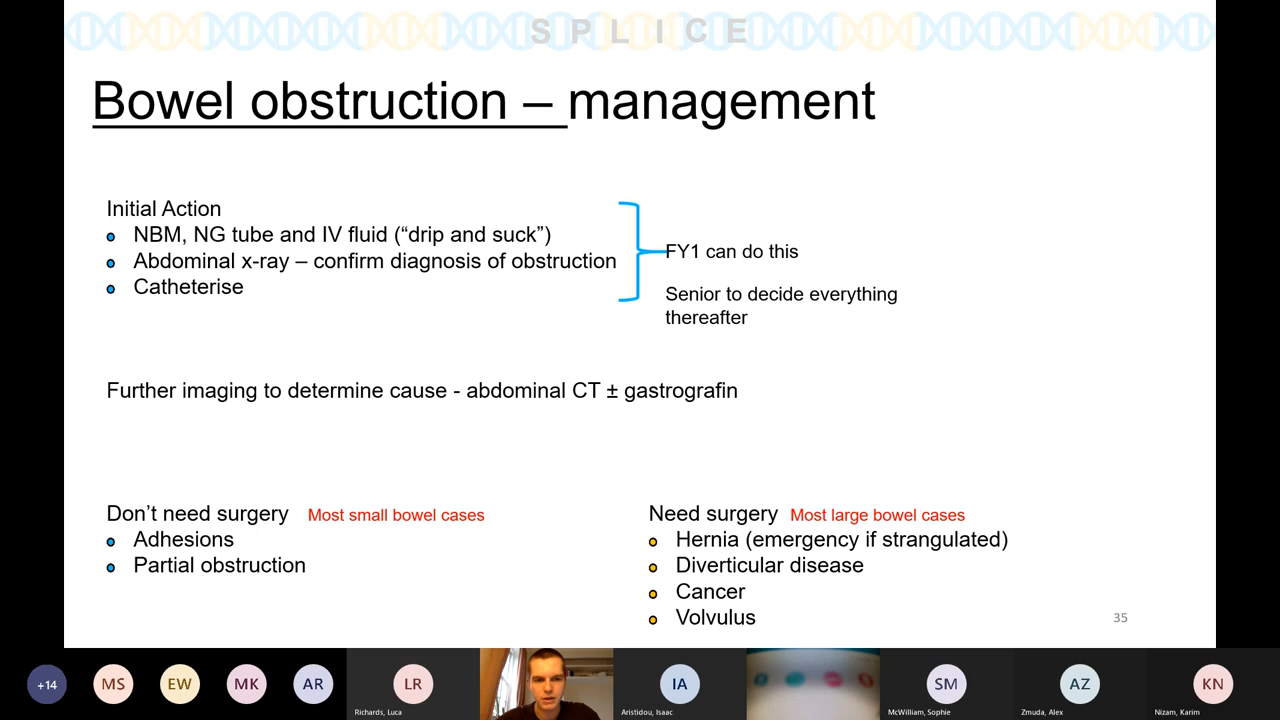 SPLICE
Bowel obstruction – management
Initial Action
NBM, NG tube and IV fluid (“drip and suck”)
Abdominal x-ray – confirm diagnosis of obstruction
Catheterise
FY1 can do this
Senior to decide everything
thereafter
Further imaging to determine cause - abdominal CT ± gastrografin
Don’t need surgery Most small bowel cases
Adhesions
Partial obstruction
Need surgery Most large bowel cases
Hernia (emergency if strangulated)
Diverticular disease
Cancer
Volvulus
35
+14 MS EW MK AR LR IA SM AZ KN
Richards, Luca Aristidou, Isaac McWilliam, Sophie Zmuda, Alex Nizam, Karim